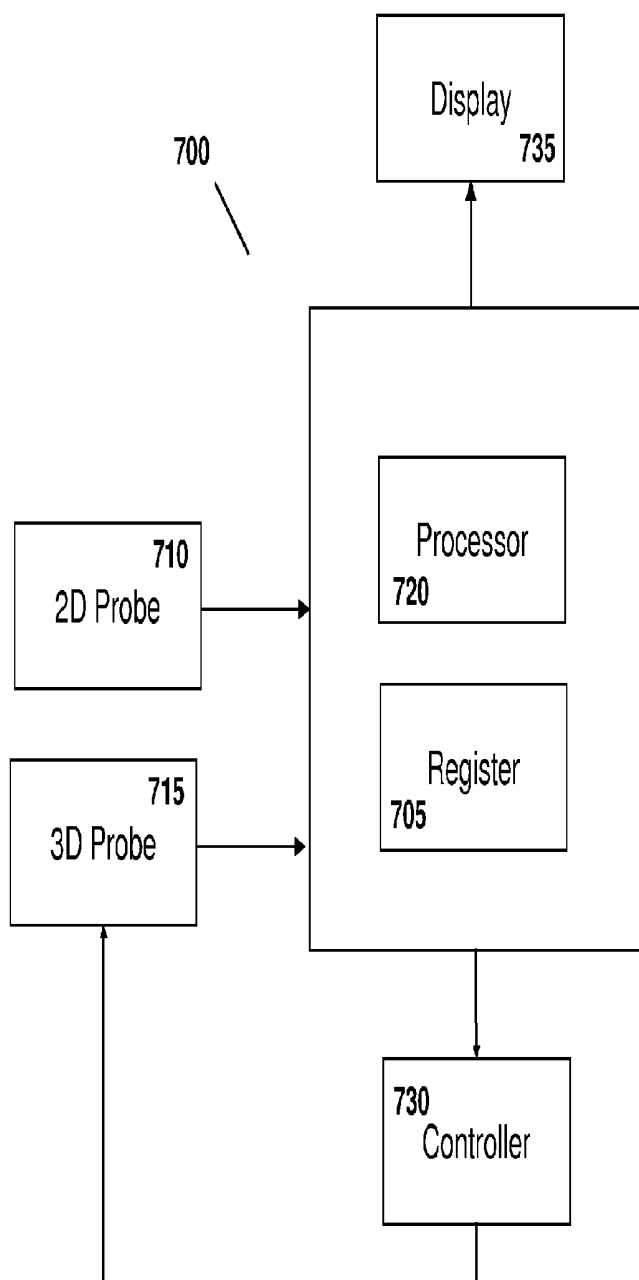 Display
735
700
Processor
720
710
2D Probe
Register
705
715
3D Probe
730
Controller